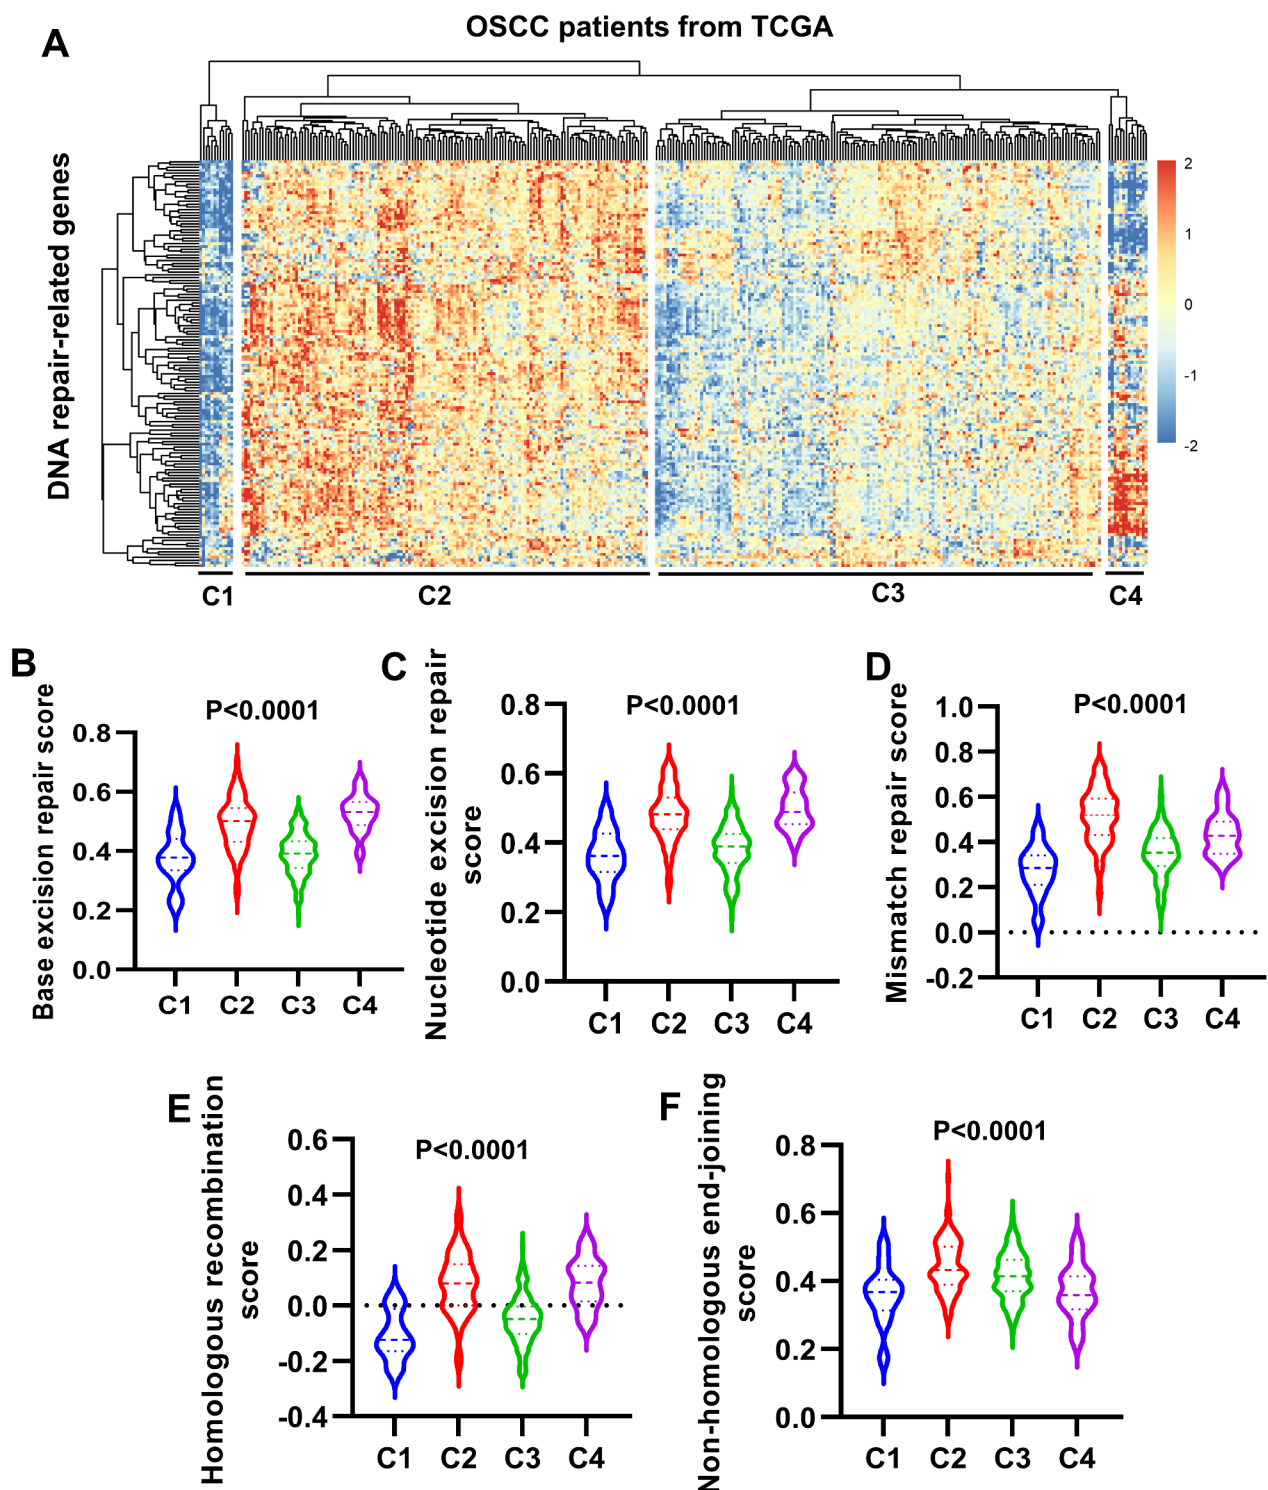 OSCC patients from TCGA
A
DNA repair-related genes
2
1
0
-1
-2
C1
C2
C3
C4
B
Base excision repair score
P<0.0001
0.8
0.6
0.4
0.2
0.0
C1
C2
C3
C4
C
Nucleotide excision repair
score
P<0.0001
0.8
0.6
0.4
0.2
0.0
C1
C2
C3
C4
D
Mismatch repair score
P<0.0001
1.0
0.8
0.6
0.4
0.2
0.0
-0.2
C1
C2
C3
C4
E
Homologous recombination
score
P<0.0001
0.6
0.4
0.2
0.0
-0.2
-0.4
C1
C2
C3
C4
F
Non-homologous end-joining
score
P<0.0001
0.8
0.6
0.4
0.2
0.0
C1
C2
C3
C4